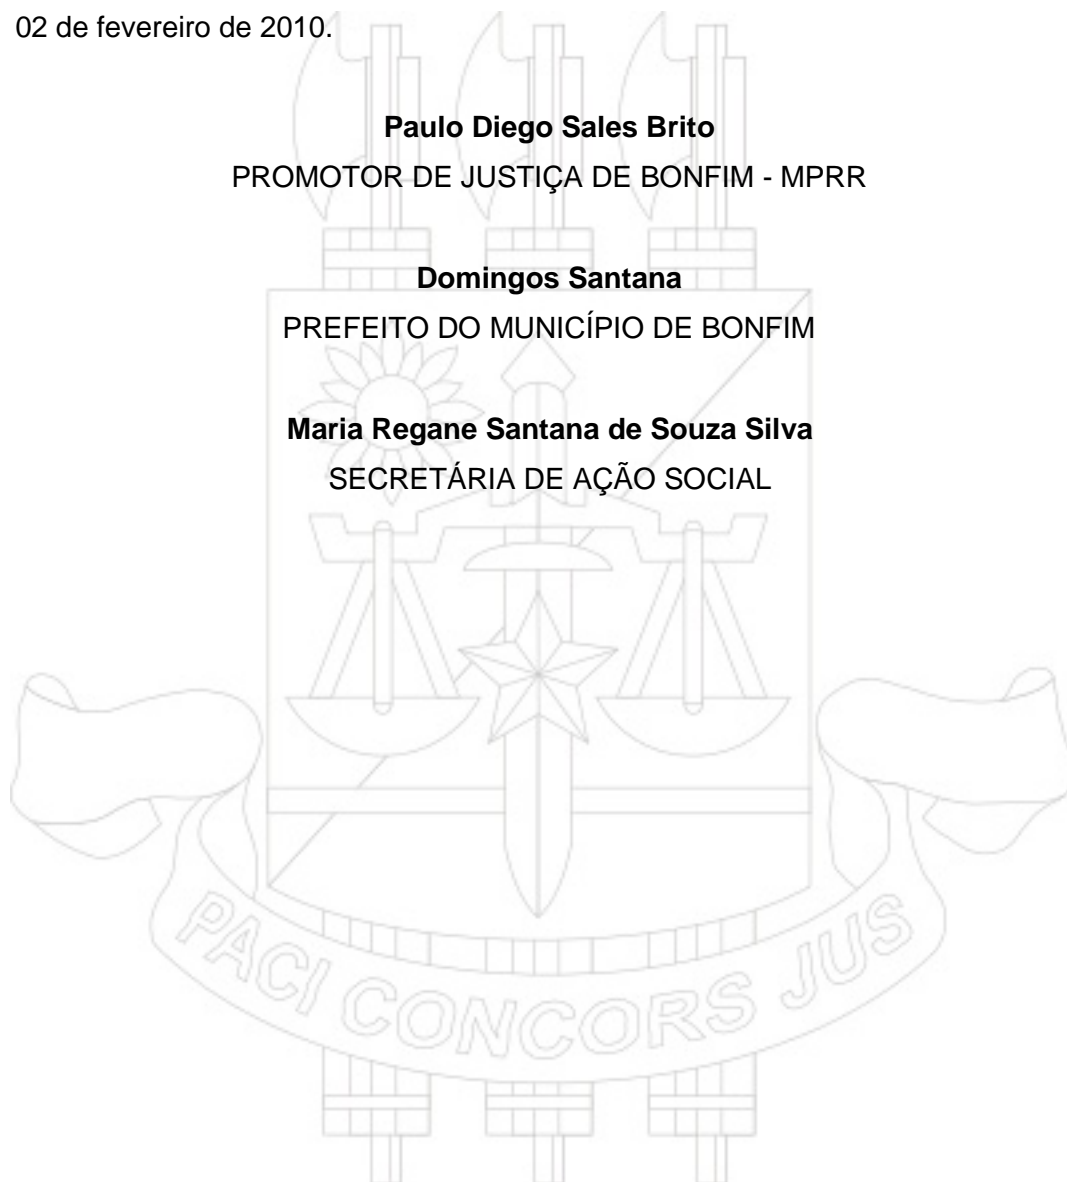 02 de fevereiro de 2010.
Paulo Diego Sales Brito
PROMOTOR DE JUSTIÇA DE BONFIM - MPRR
Domingos Santana
PREFEITO DO MUNICÍPIO DE BONFIM
Maria Regane Santana de Souza Silva
SECRETÁRIA DE AÇÃO SOCIAL
PACI CONCORS JUS